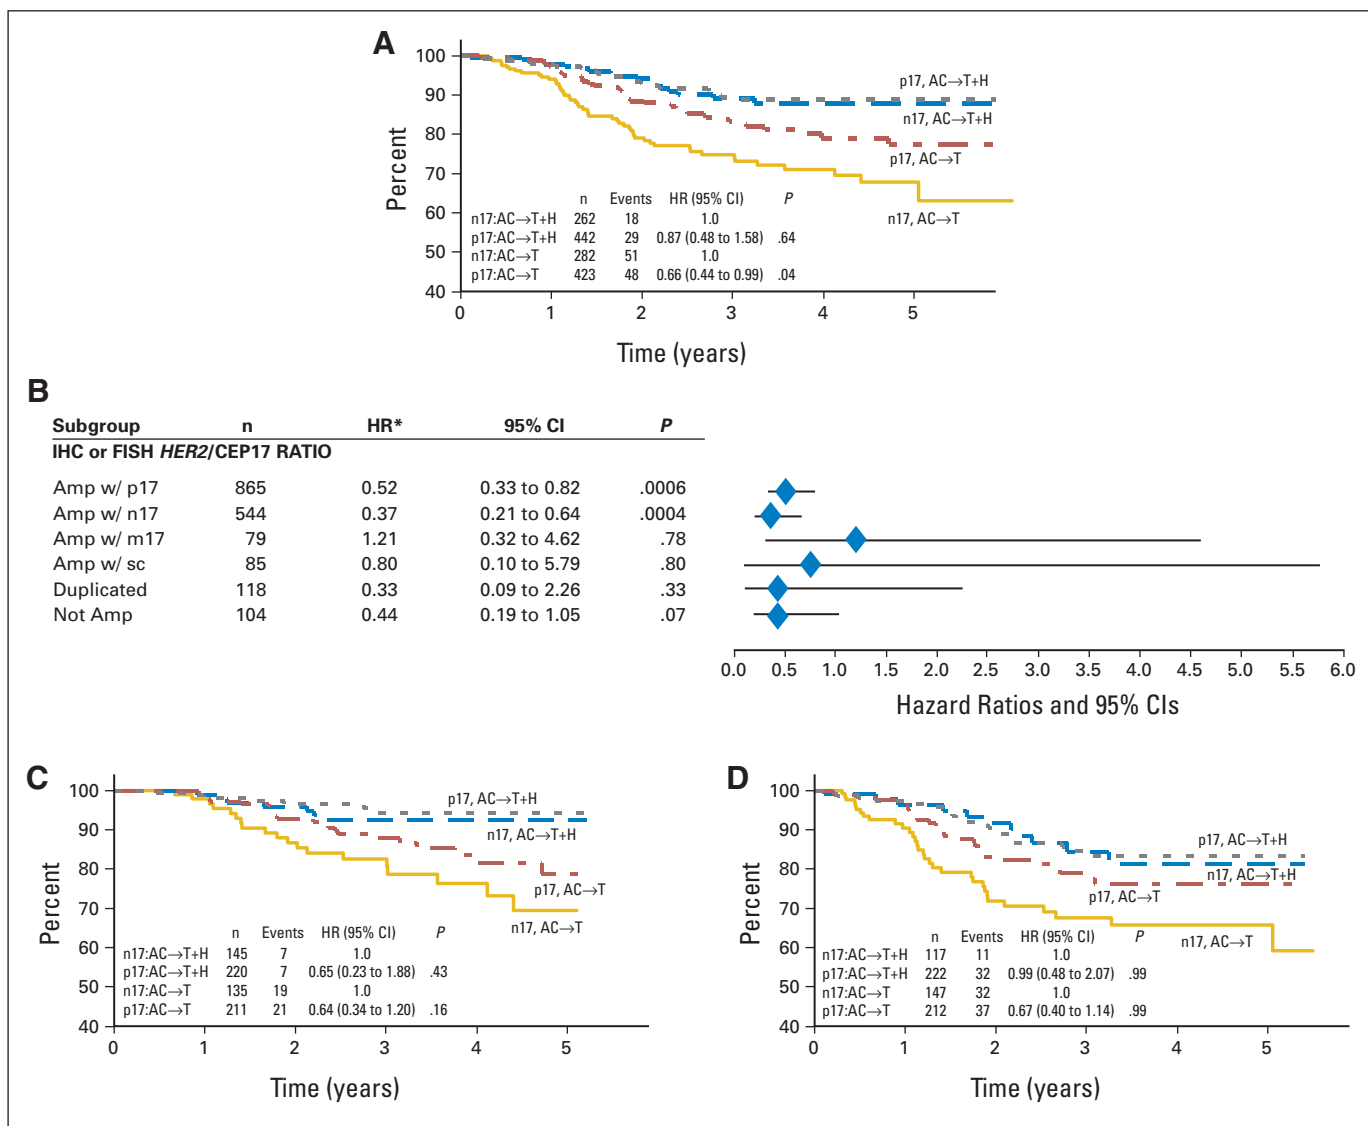 A
100
90
80
70
60
50
40
Percent
p17, AC→T+H
n17, AC→T+H
p17, AC→T
n17, AC→T
n Events HR (95% CI) P
n17:AC→T+H 262 18 1.0
p17:AC→T+H 442 29 0.87 (0.48 to 1.58) .64
n17:AC→T 282 51 1.0
p17:AC→T 423 48 0.66 (0.44 to 0.99) .04
0 1 2 3 4 5
Time (years)
B
Subgroup n HR* 95% CI P
IHC or FISH HER2/CEP17 RATIO
Amp w/ p17 865 0.52 0.33 to 0.82 .0006
Amp w/ n17 544 0.37 0.21 to 0.64 .0004
Amp w/ m17 79 1.21 0.32 to 4.62 .78
Amp w/ sc 85 0.80 0.10 to 5.79 .80
Duplicated 118 0.33 0.09 to 2.26 .33
Not Amp 104 0.44 0.19 to 1.05 .07
0.0 0.5 1.0 1.5 2.0 2.5 3.0 3.5 4.0 4.5 5.0 5.5 6.0
Hazard Ratios and 95% CIs
C
100
90
80
70
60
50
40
Percent
p17, AC→T+H
n17, AC→T+H
p17, AC→T
n17, AC→T
n Events HR (95% CI) P
n17:AC→T+H 145 7 1.0
p17:AC→T+H 220 7 0.65 (0.23 to 1.88) .43
n17:AC→T 135 19 1.0
p17:AC→T 211 21 0.64 (0.34 to 1.20) .16
0 1 2 3 4 5
Time (years)
D
100
90
80
70
60
50
40
Percent
p17, AC→T+H
n17, AC→T+H
p17, AC→T
n17, AC→T
n Events HR (95% CI) P
n17:AC→T+H 117 11 1.0
p17:AC→T+H 222 32 0.99 (0.48 to 2.07) .99
n17:AC→T 147 32 1.0
p17:AC→T 212 37 0.67 (0.40 to 1.14) .99
0 1 2 3 4 5
Time (years)